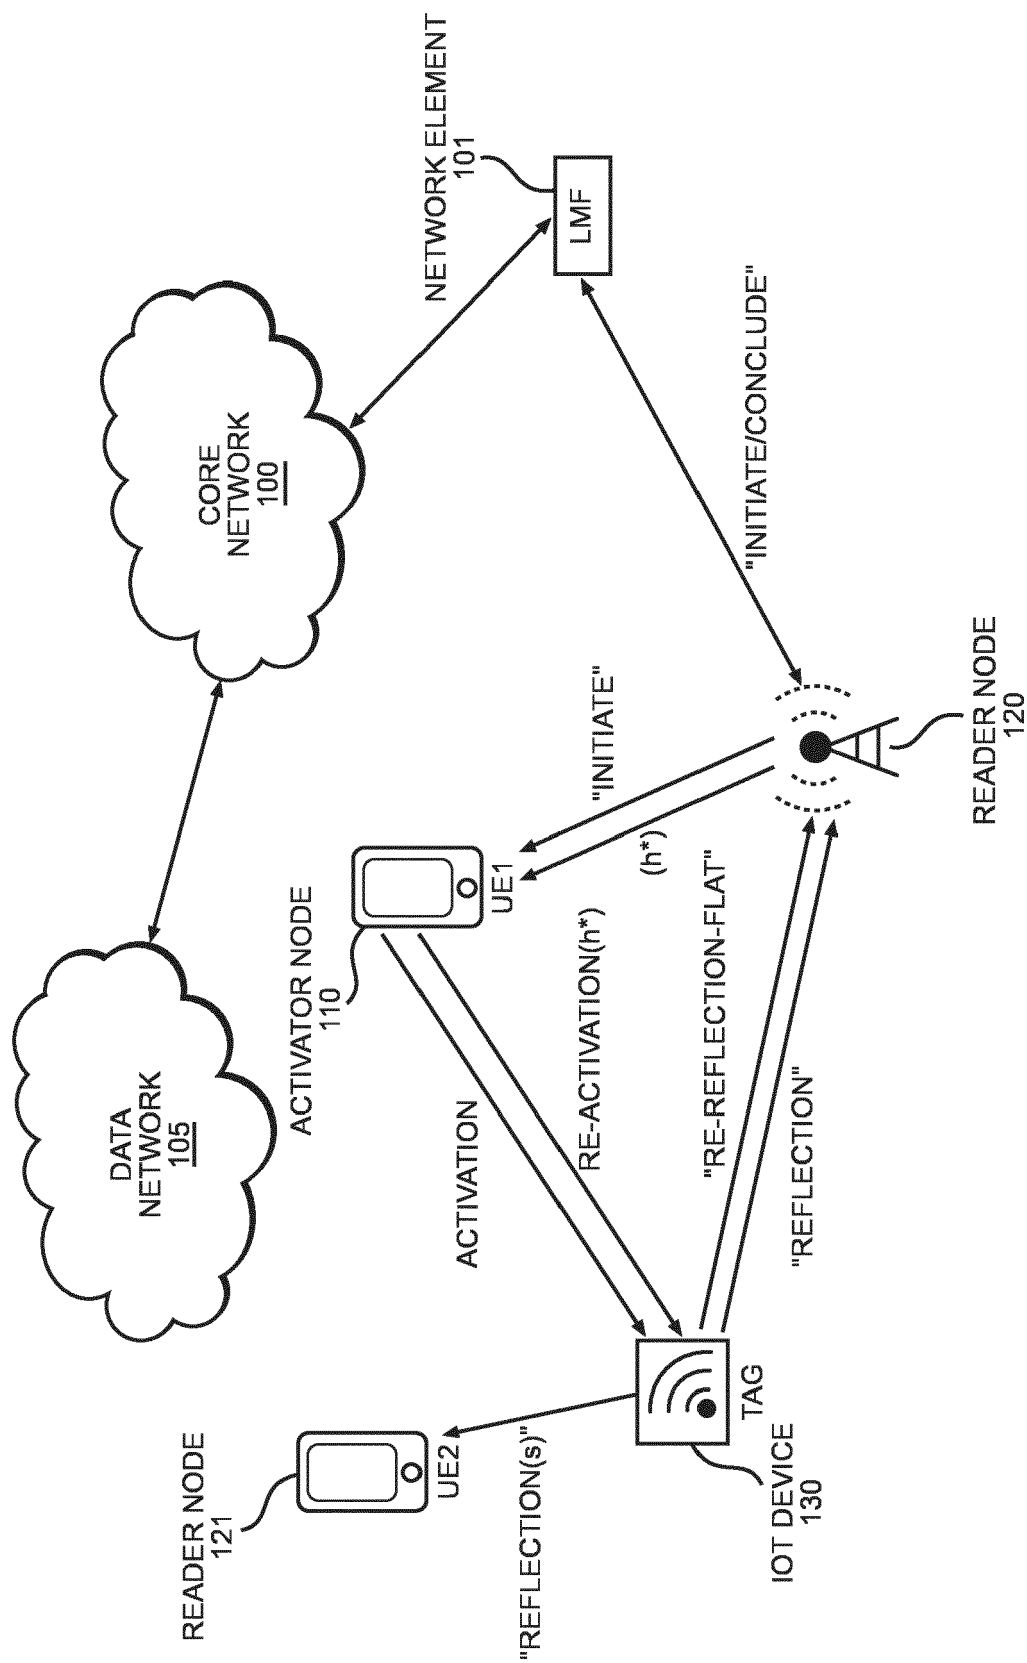 DATA
NETWORK
105
CORE
NETWORK
100
NETWORK ELEMENT
101
LMF
READER NODE
121
UE2
"REFLECTION(s)"
ACTIVATOR NODE
110
UE1
ACTIVATION
RE-ACTIVATION(h*)
"INITIATE"
(h*)
"INITIATE/CONCLUDE"
"RE-REFLECTION-FLAT"
"REFLECTION"
TAG
IOT DEVICE
130
READER NODE
120